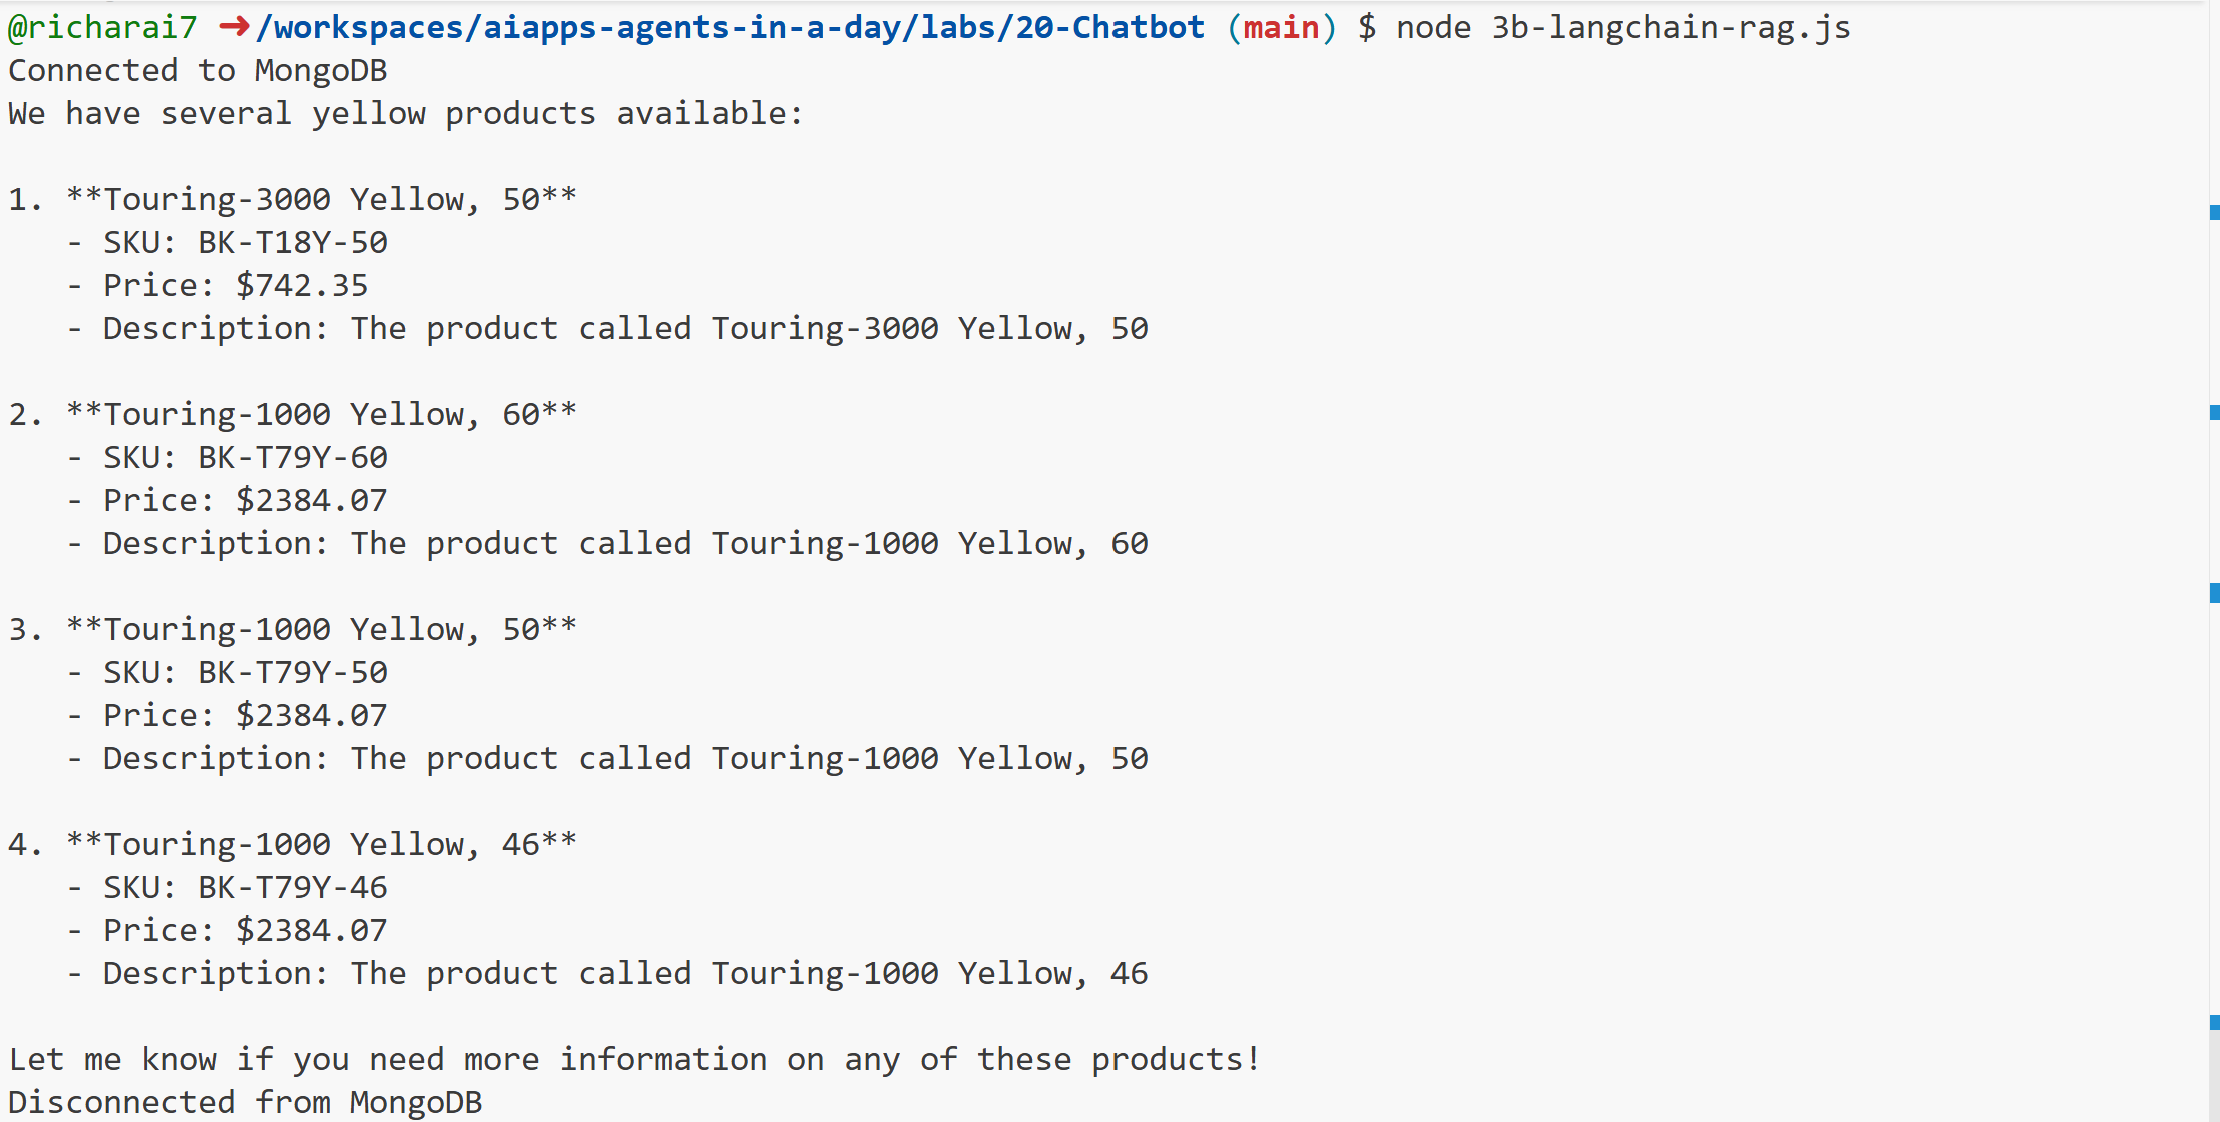 @richarai7 ➜ /workspaces/aiapps-agents-in-a-day/labs/20-Chatbot (main) $ node 3b-langchain-rag.js
Connected to MongoDB
We have several yellow products available:
1. **Touring-3000 Yellow, 50**
- SKU: BK-T18Y-50
- Price: $742.35
- Description: The product called Touring-3000 Yellow, 50
2. **Touring-1000 Yellow, 60**
- SKU: BK-T79Y-60
- Price: $2384.07
- Description: The product called Touring-1000 Yellow, 60
3. **Touring-1000 Yellow, 50**
- SKU: BK-T79Y-50
- Price: $2384.07
- Description: The product called Touring-1000 Yellow, 50
4. **Touring-1000 Yellow, 46**
- SKU: BK-T79Y-46
- Price: $2384.07
- Description: The product called Touring-1000 Yellow, 46
Let me know if you need more information on any of these products!
Disconnected from MongoDB